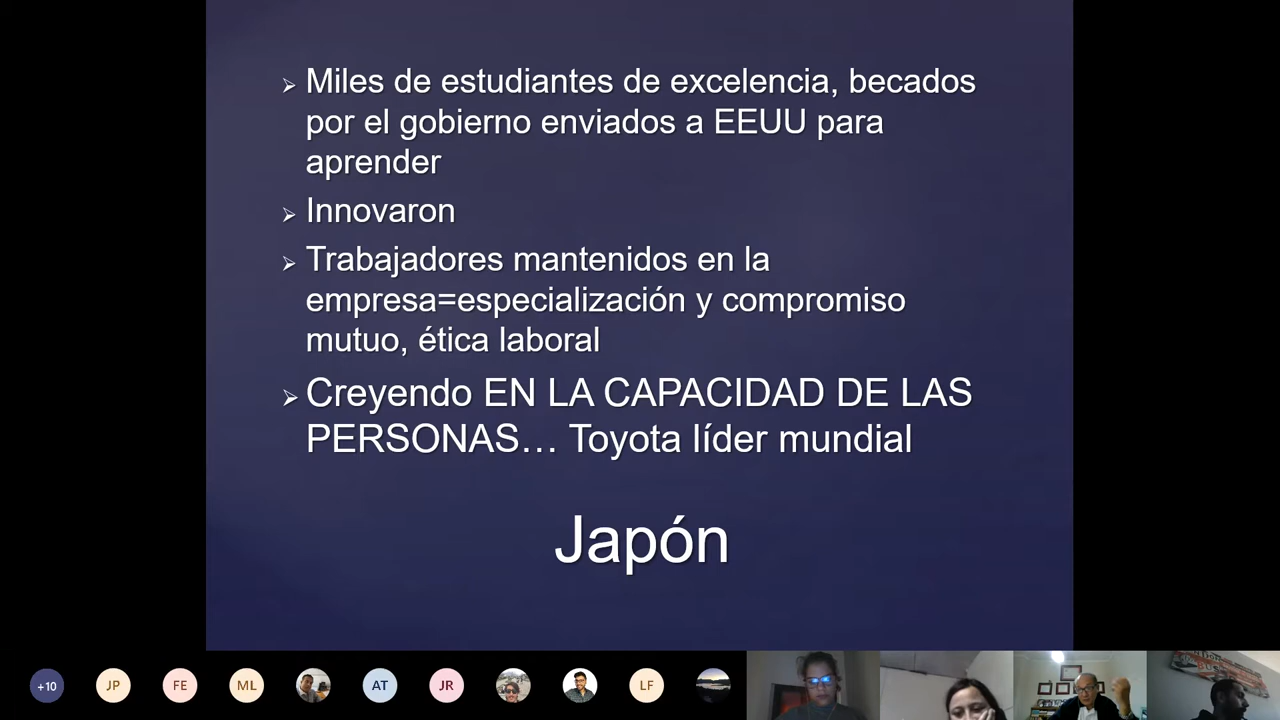 Miles de estudiantes de excelencia, becados
por el gobierno enviados a EEUU para
aprender
Innovaron
Trabajadores mantenidos en la
empresa=especialización y compromiso
mutuo, ética laboral
Creyendo EN LA CAPACIDAD DE LAS
PERSONAS… Toyota líder mundial
Japón
+10 JP FE ML AT JR LF